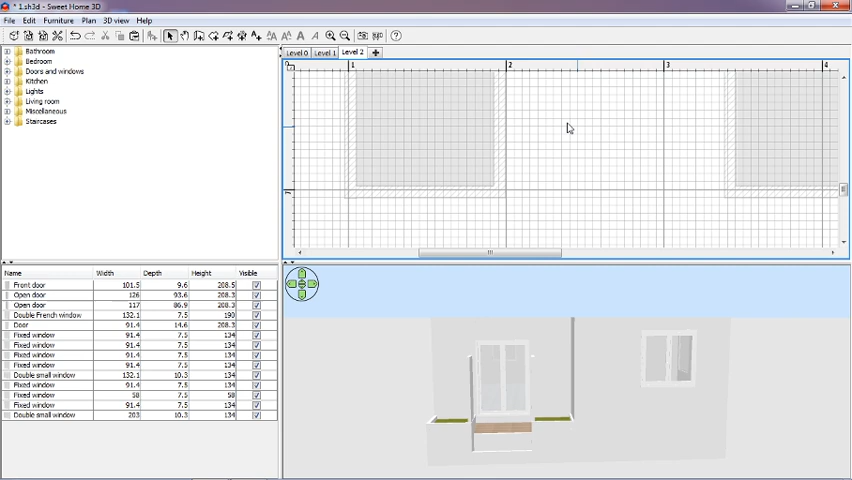 * 1.sh3d - Sweet Home 3D
File Edit Furniture Plan 3D view Help
Level 0 Level 1 Level 2
Bathroom
Bedroom
Doors and windows
Kitchen
Lights
Living room
Miscellaneous
Staircases
1 2 3 4
7
Name Width Depth Height Visible
Front door 101.5 9.6 208.5
Open door 126 93.6 208.3
Open door 117 86.9 208.3
Double French window 132.1 7.5 190
Door 91.4 14.6 208.3
Fixed window 91.4 7.5 134
Fixed window 91.4 7.5 134
Fixed window 91.4 7.5 134
Fixed window 91.4 7.5 134
Double small window 132.1 10.3 134
Fixed window 91.4 7.5 134
Fixed window 58 7.5 134
Fixed window 91.4 7.5 134
Double small window 203 10.3 134